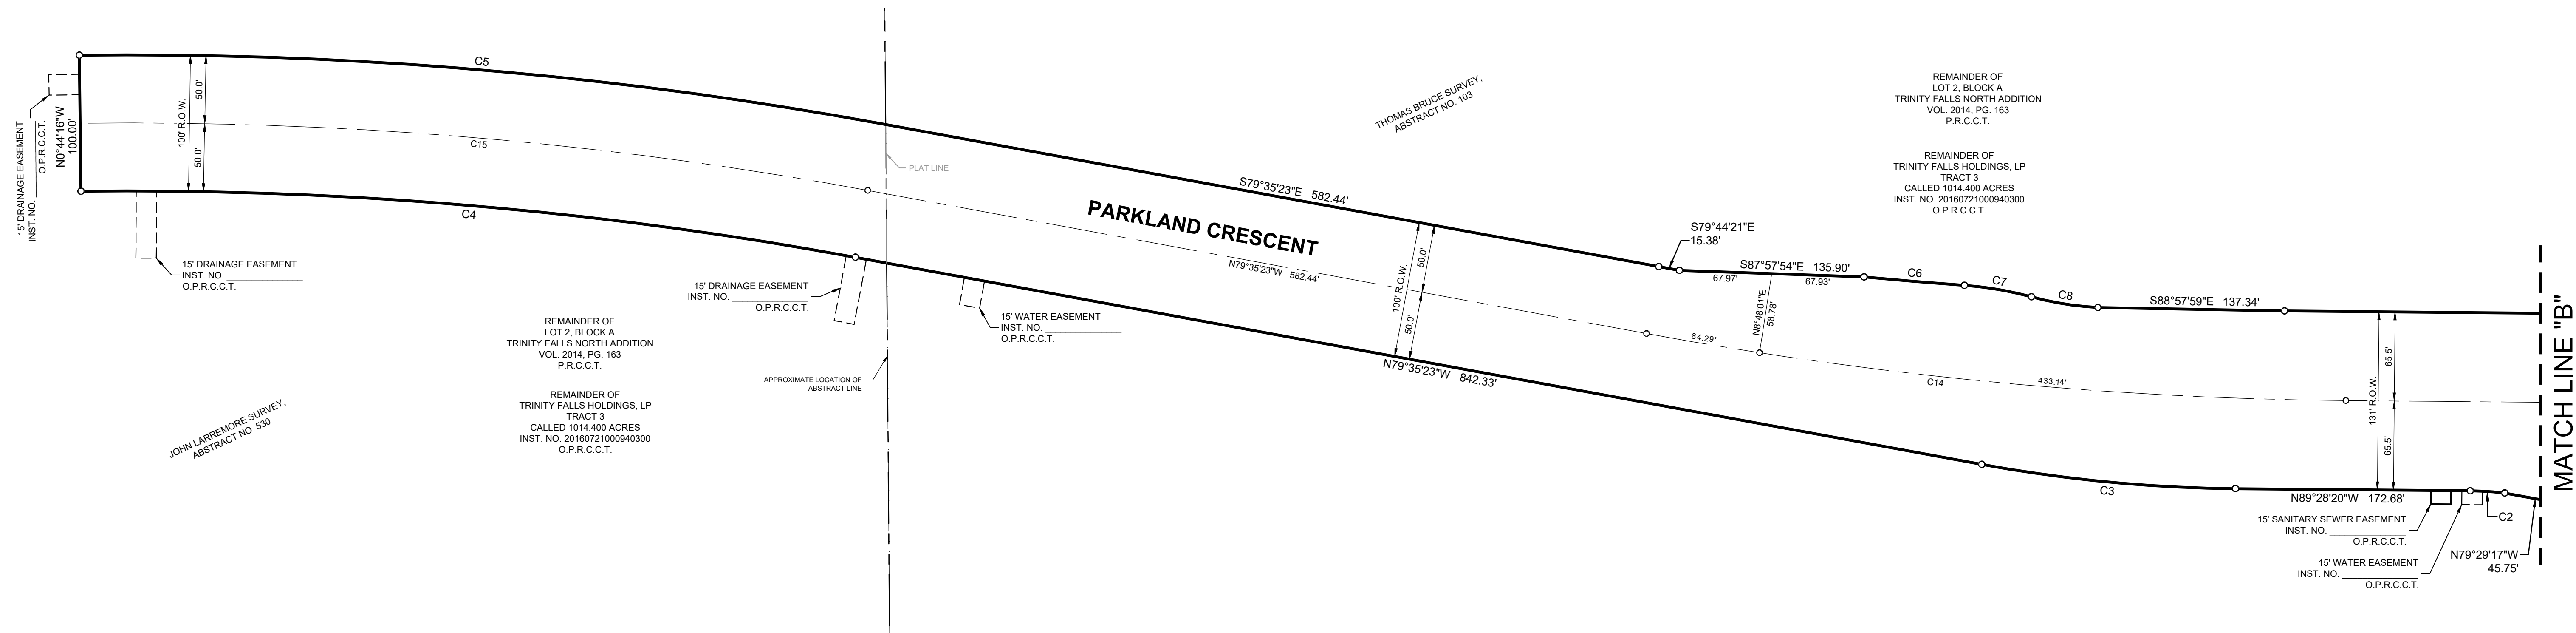 C5
50.0'
100' R.O.W.
50.0'
N0°44'16"W
100.00'
15' DRAINAGE EASEMENT
INST. NO. ____________
O.P.R.C.C.T.
C15
C4
15' DRAINAGE EASEMENT
INST. NO. ____________
O.P.R.C.C.T.
PLAT LINE
15' DRAINAGE EASEMENT
INST. NO. ____________
O.P.R.C.C.T.
15' WATER EASEMENT
INST. NO. ____________
O.P.R.C.C.T.
APPROXIMATE LOCATION OF
ABSTRACT LINE
REMAINDER OF
LOT 2, BLOCK A
TRINITY FALLS NORTH ADDITION
VOL. 2014, PG. 163
P.R.C.C.T.
REMAINDER OF
TRINITY FALLS HOLDINGS, LP
TRACT 3
CALLED 1014.400 ACRES
INST. NO. 20160721000940300
O.P.R.C.C.T.
JOHN LARREMORE SURVEY,
ABSTRACT NO. 530
THOMAS BRUCE SURVEY,
ABSTRACT NO. 103
S79°35'23"E 582.44'
PARKLAND CRESCENT
N79°35'23"W 582.44'
100' R.O.W.
50.0'
50.0'
N79°35'23"W 842.33'
REMAINDER OF
LOT 2, BLOCK A
TRINITY FALLS NORTH ADDITION
VOL. 2014, PG. 163
P.R.C.C.T.
REMAINDER OF
TRINITY FALLS HOLDINGS, LP
TRACT 3
CALLED 1014.400 ACRES
INST. NO. 20160721000940300
O.P.R.C.C.T.
S79°44'21"E
15.38'
S87°57'54"E 135.90'
67.97'
67.93'
C6
C7
C8
S88°57'59"E 137.34'
N8°48'01"E
58.78'
84.29'
C14
433.14'
131' R.O.W.
65.5'
65.5'
C3
N89°28'20"W 172.68'
15' SANITARY SEWER EASEMENT
INST. NO. ____________
O.P.R.C.C.T.
C2
N79°29'17"W
45.75'
15' WATER EASEMENT
INST. NO. ____________
O.P.R.C.C.T.
MATCH LINE "B"